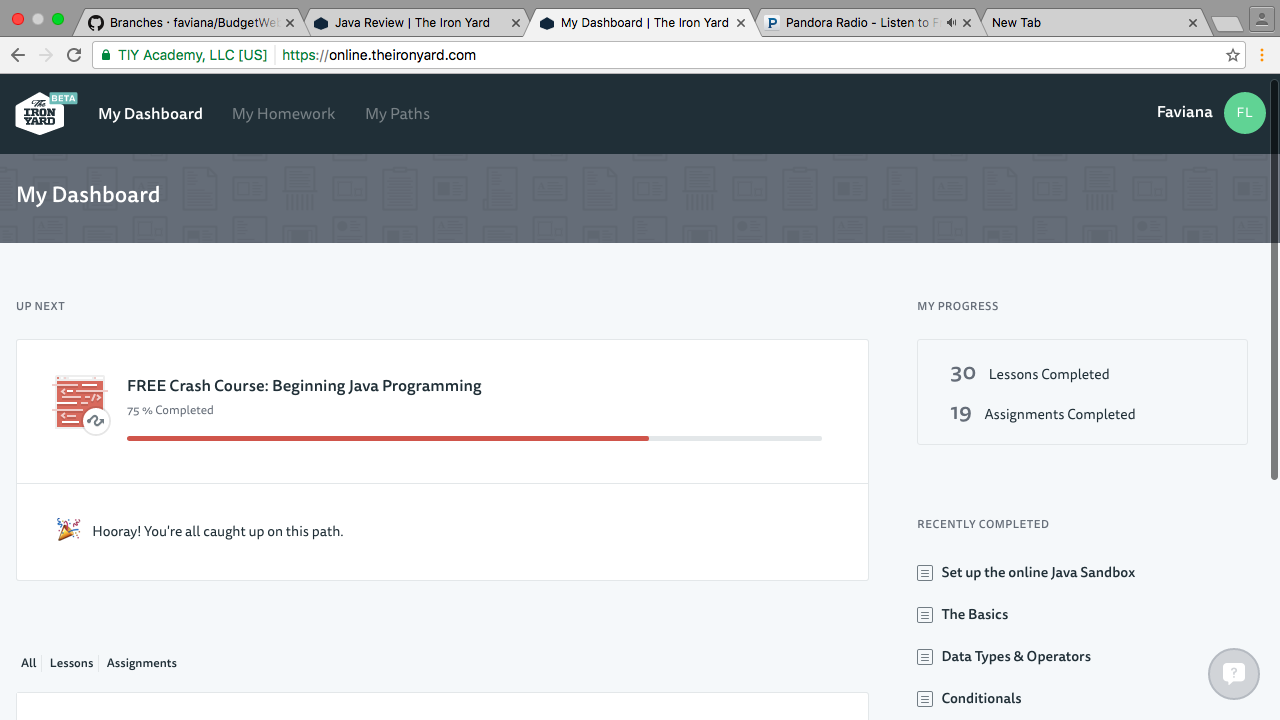 Branches · faviana/BudgetWe
Java Review | The Iron Yard
My Dashboard | The Iron Yard
Pandora Radio - Listen to F
New Tab
TIY Academy, LLC [US]
https://online.theironyard.com
The
IRON
YARD
BETA
My Dashboard
My Homework
My Paths
Faviana
FL
My Dashboard
UP NEXT
FREE Crash Course: Beginning Java Programming
75 % Completed
Hooray! You're all caught up on this path.
All
Lessons
Assignments
MY PROGRESS
30 Lessons Completed
19 Assignments Completed
RECENTLY COMPLETED
Set up the online Java Sandbox
The Basics
Data Types & Operators
Conditionals